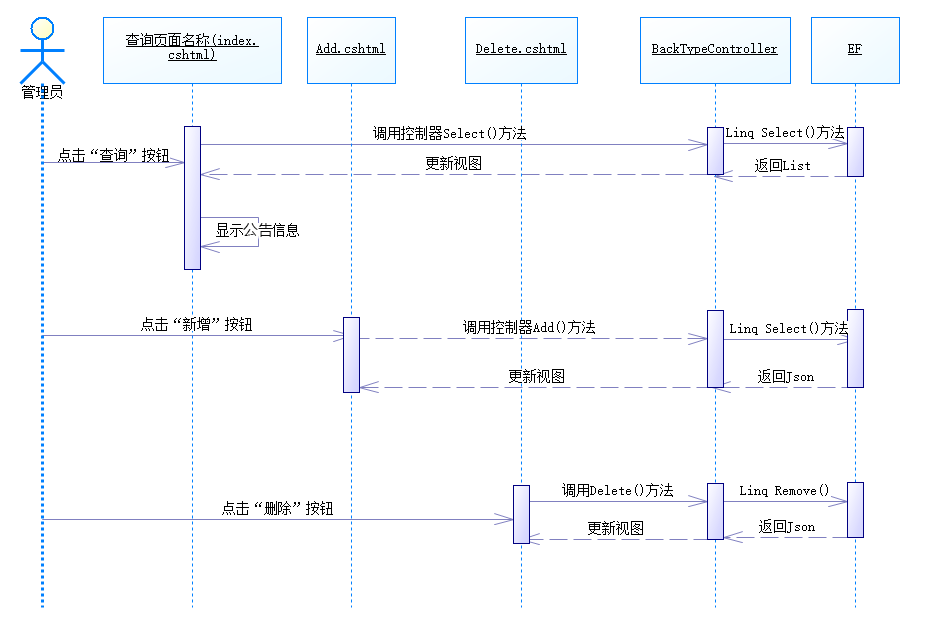 查询页面名称(index.
cshtml)
Add.cshtml
Delete.cshtml
BackTypeController
EF
管理员
调用控制器Select()方法
Linq Select()方法
点击“查询”按钮
更新视图
返回List
显示公告信息
点击“新增”按钮
调用控制器Add()方法
Linq Select()方法
更新视图
返回Json
调用Delete()方法
Linq Remove()
点击“删除”按钮
更新视图
返回Json